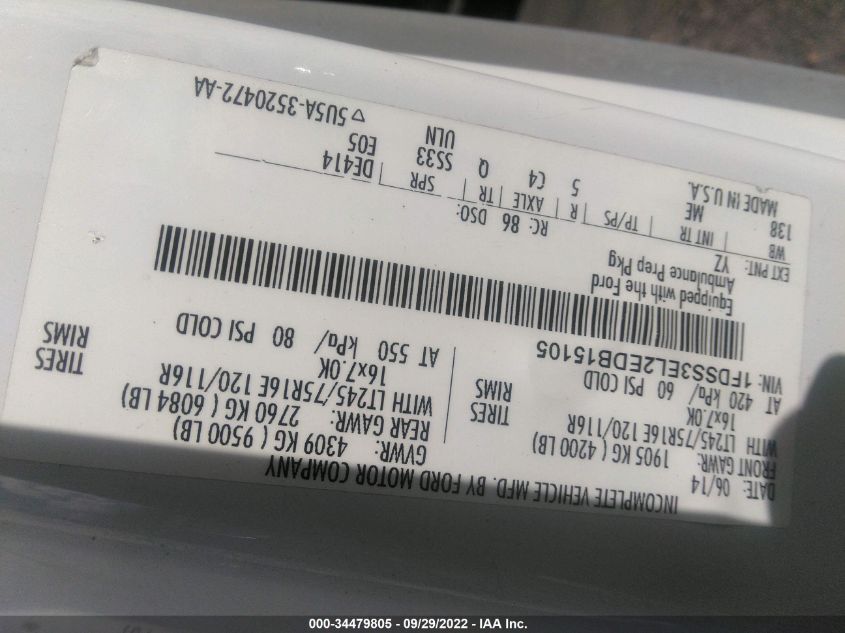 INCOMPLETE VEHICLE MFD. BY FORD MOTOR COMPANY
DATE: 06/14 GVWR: 4309 KG ( 9500 LB)
FRONT GAWR: 1905 KG ( 4200 LB) REAR GAWR: 2760 KG ( 6084 LB)
WITH LT245/75R16E 120/116R TIRES WITH LT245/75R16E 120/116R TIRES
16x7.0K RIMS 16x7.0K RIMS
AT 420 kPa/ 60 PSI COLD AT 550 kPa/ 80 PSI COLD
VIN: 1FDSS3EL2EDB15105
Equipped with the Ford
Ambulance Prep Pkg
EXT PNT: YZ RC: 86 DSO:
WB INT TR TP/PS R AXLE TR SPR
138 ME 5 C4 Q SS33 DE414
MADE IN U.S.A. ULN E05
▽ 5U5A-3520472-AA
000-34479805 - 09/29/2022 - IAA Inc.